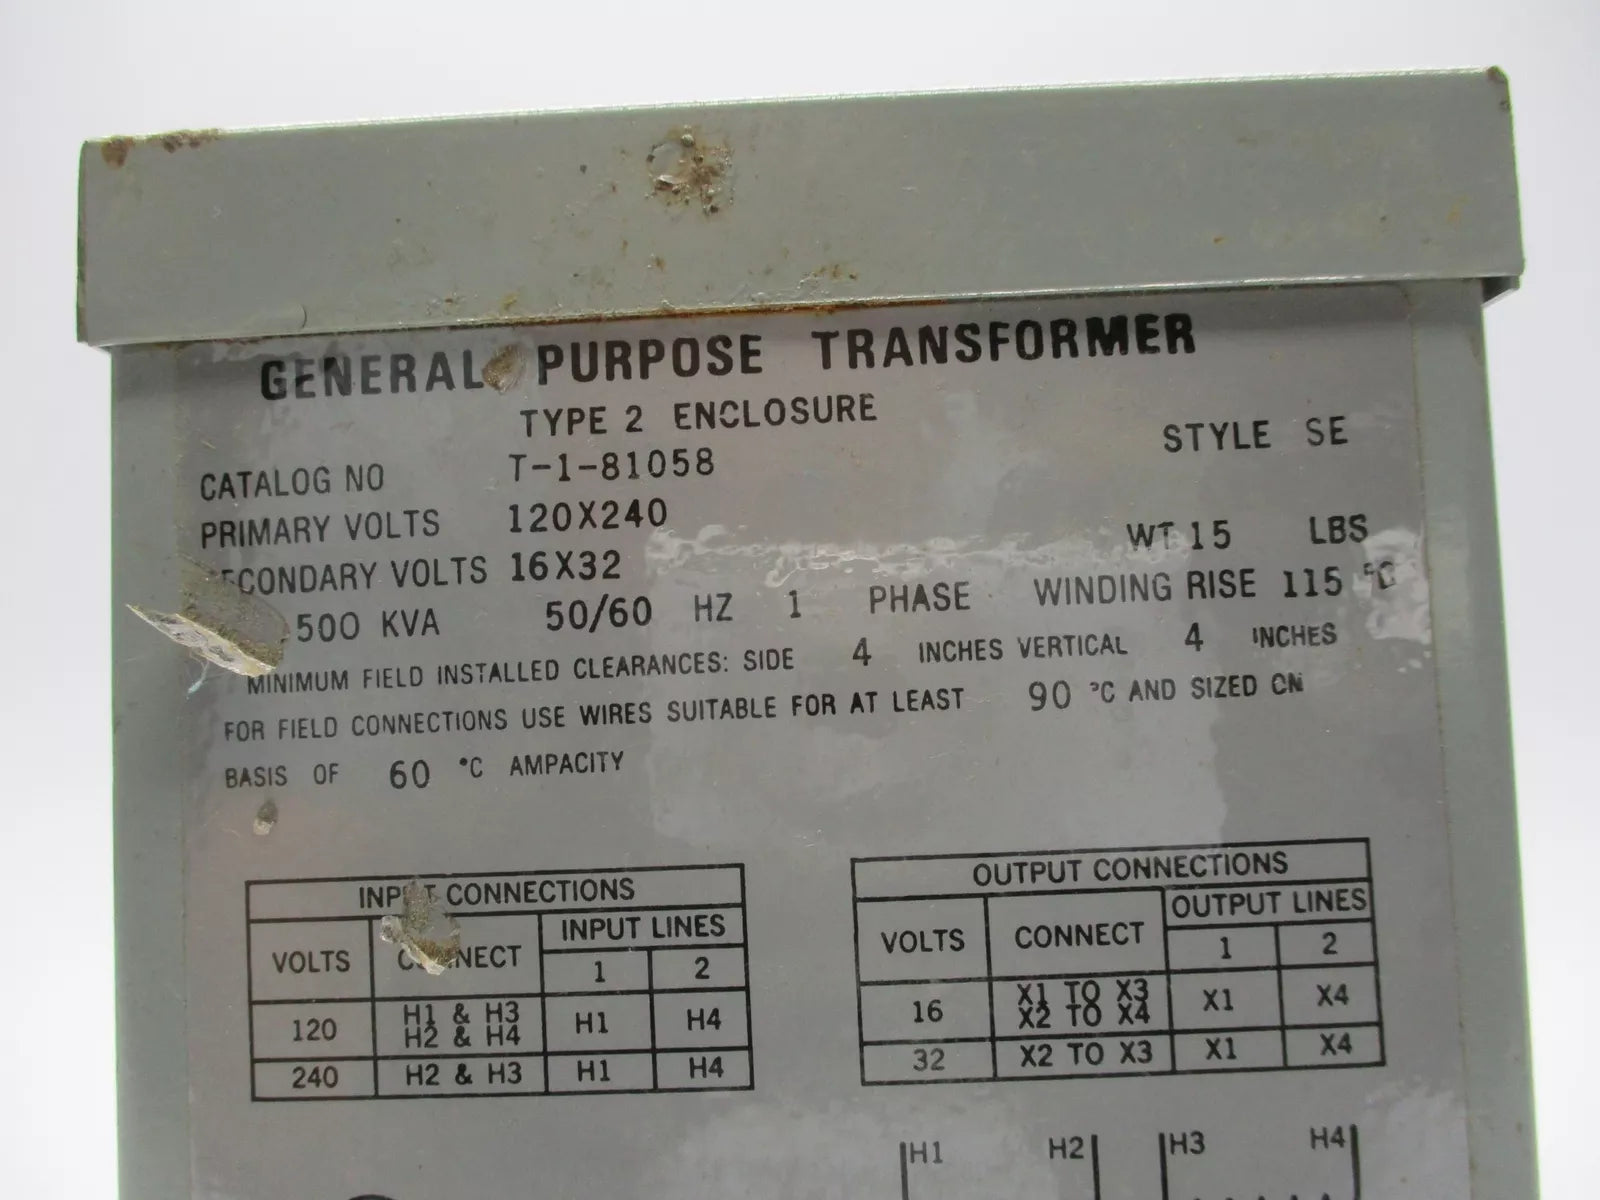 GENERAL PURPOSE TRANSFORMER
TYPE 2 ENCLOSURE
STYLE SE
CATALOG NO T-1-81058
PRIMARY VOLTS 120X240
WT 15 LBS
ECONDARY VOLTS 16X32
500 KVA 50/60 HZ 1 PHASE WINDING RISE 115 °C
MINIMUM FIELD INSTALLED CLEARANCES: SIDE 4 INCHES VERTICAL 4 INCHES
FOR FIELD CONNECTIONS USE WIRES SUITABLE FOR AT LEAST 90 °C AND SIZED ON
BASIS OF 60 °C AMPACITY
INPUT CONNECTIONS
VOLTS CONNECT INPUT LINES
1 2
120 H1 & H3 H1 H4
H2 & H4
240 H2 & H3 H1 H4
OUTPUT CONNECTIONS
VOLTS CONNECT OUTPUT LINES
1 2
16 X1 TO X3 X1 X4
X2 TO X4
32 X2 TO X3 X1 X4
H1 H2 H3 H4